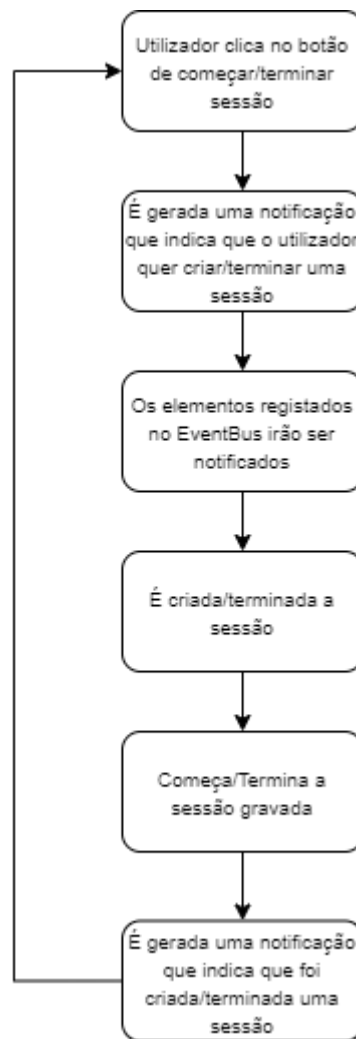 Utilizador clica no botão
de começar/terminar
sessão
É gerada uma notificação
que indica que o utilizador
quer criar/terminar uma
sessão
Os elementos registados
no EventBus irão ser
notificados
É criada/terminada a
sessão
Começa/Termina a
sessão gravada
É gerada uma notificação
que indica que foi
criada/terminada uma
sessão